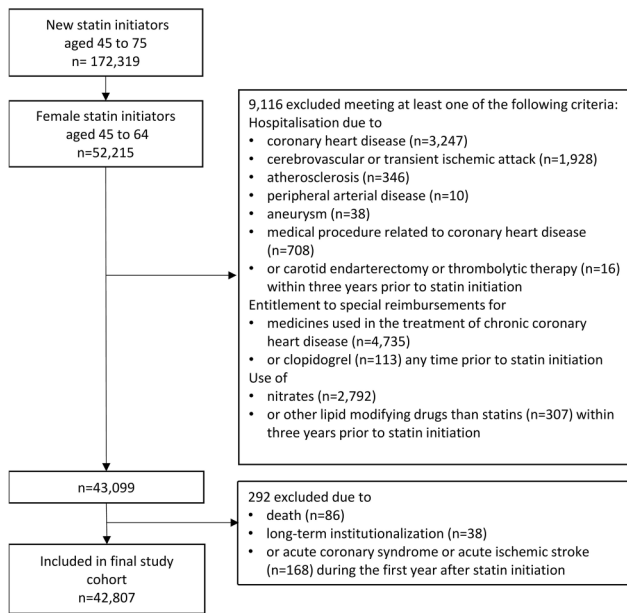 New statin initiators
aged 45 to 75
n= 172,319
Female statin initiators
aged 45 to 64
n=52,215
9,116 excluded meeting at least one of the following criteria:
Hospitalisation due to
• coronary heart disease (n=3,247)
• cerebrovascular or transient ischemic attack (n=1,928)
• atherosclerosis (n=346)
• peripheral arterial disease (n=10)
• aneurysm (n=38)
• medical procedure related to coronary heart disease
(n=708)
• or carotid endarterectomy or thrombolytic therapy (n=16)
within three years prior to statin initiation
Entitlement to special reimbursements for
• medicines used in the treatment of chronic coronary
heart disease (n=4,735)
• or clopidogrel (n=113) any time prior to statin initiation
Use of
• nitrates (n=2,792)
• or other lipid modifying drugs than statins (n=307) within
three years prior to statin initiation
n=43,099
292 excluded due to
• death (n=86)
• long-term institutionalization (n=38)
• or acute coronary syndrome or acute ischemic stroke
(n=168) during the first year after statin initiation
Included in final study
cohort
n=42,807